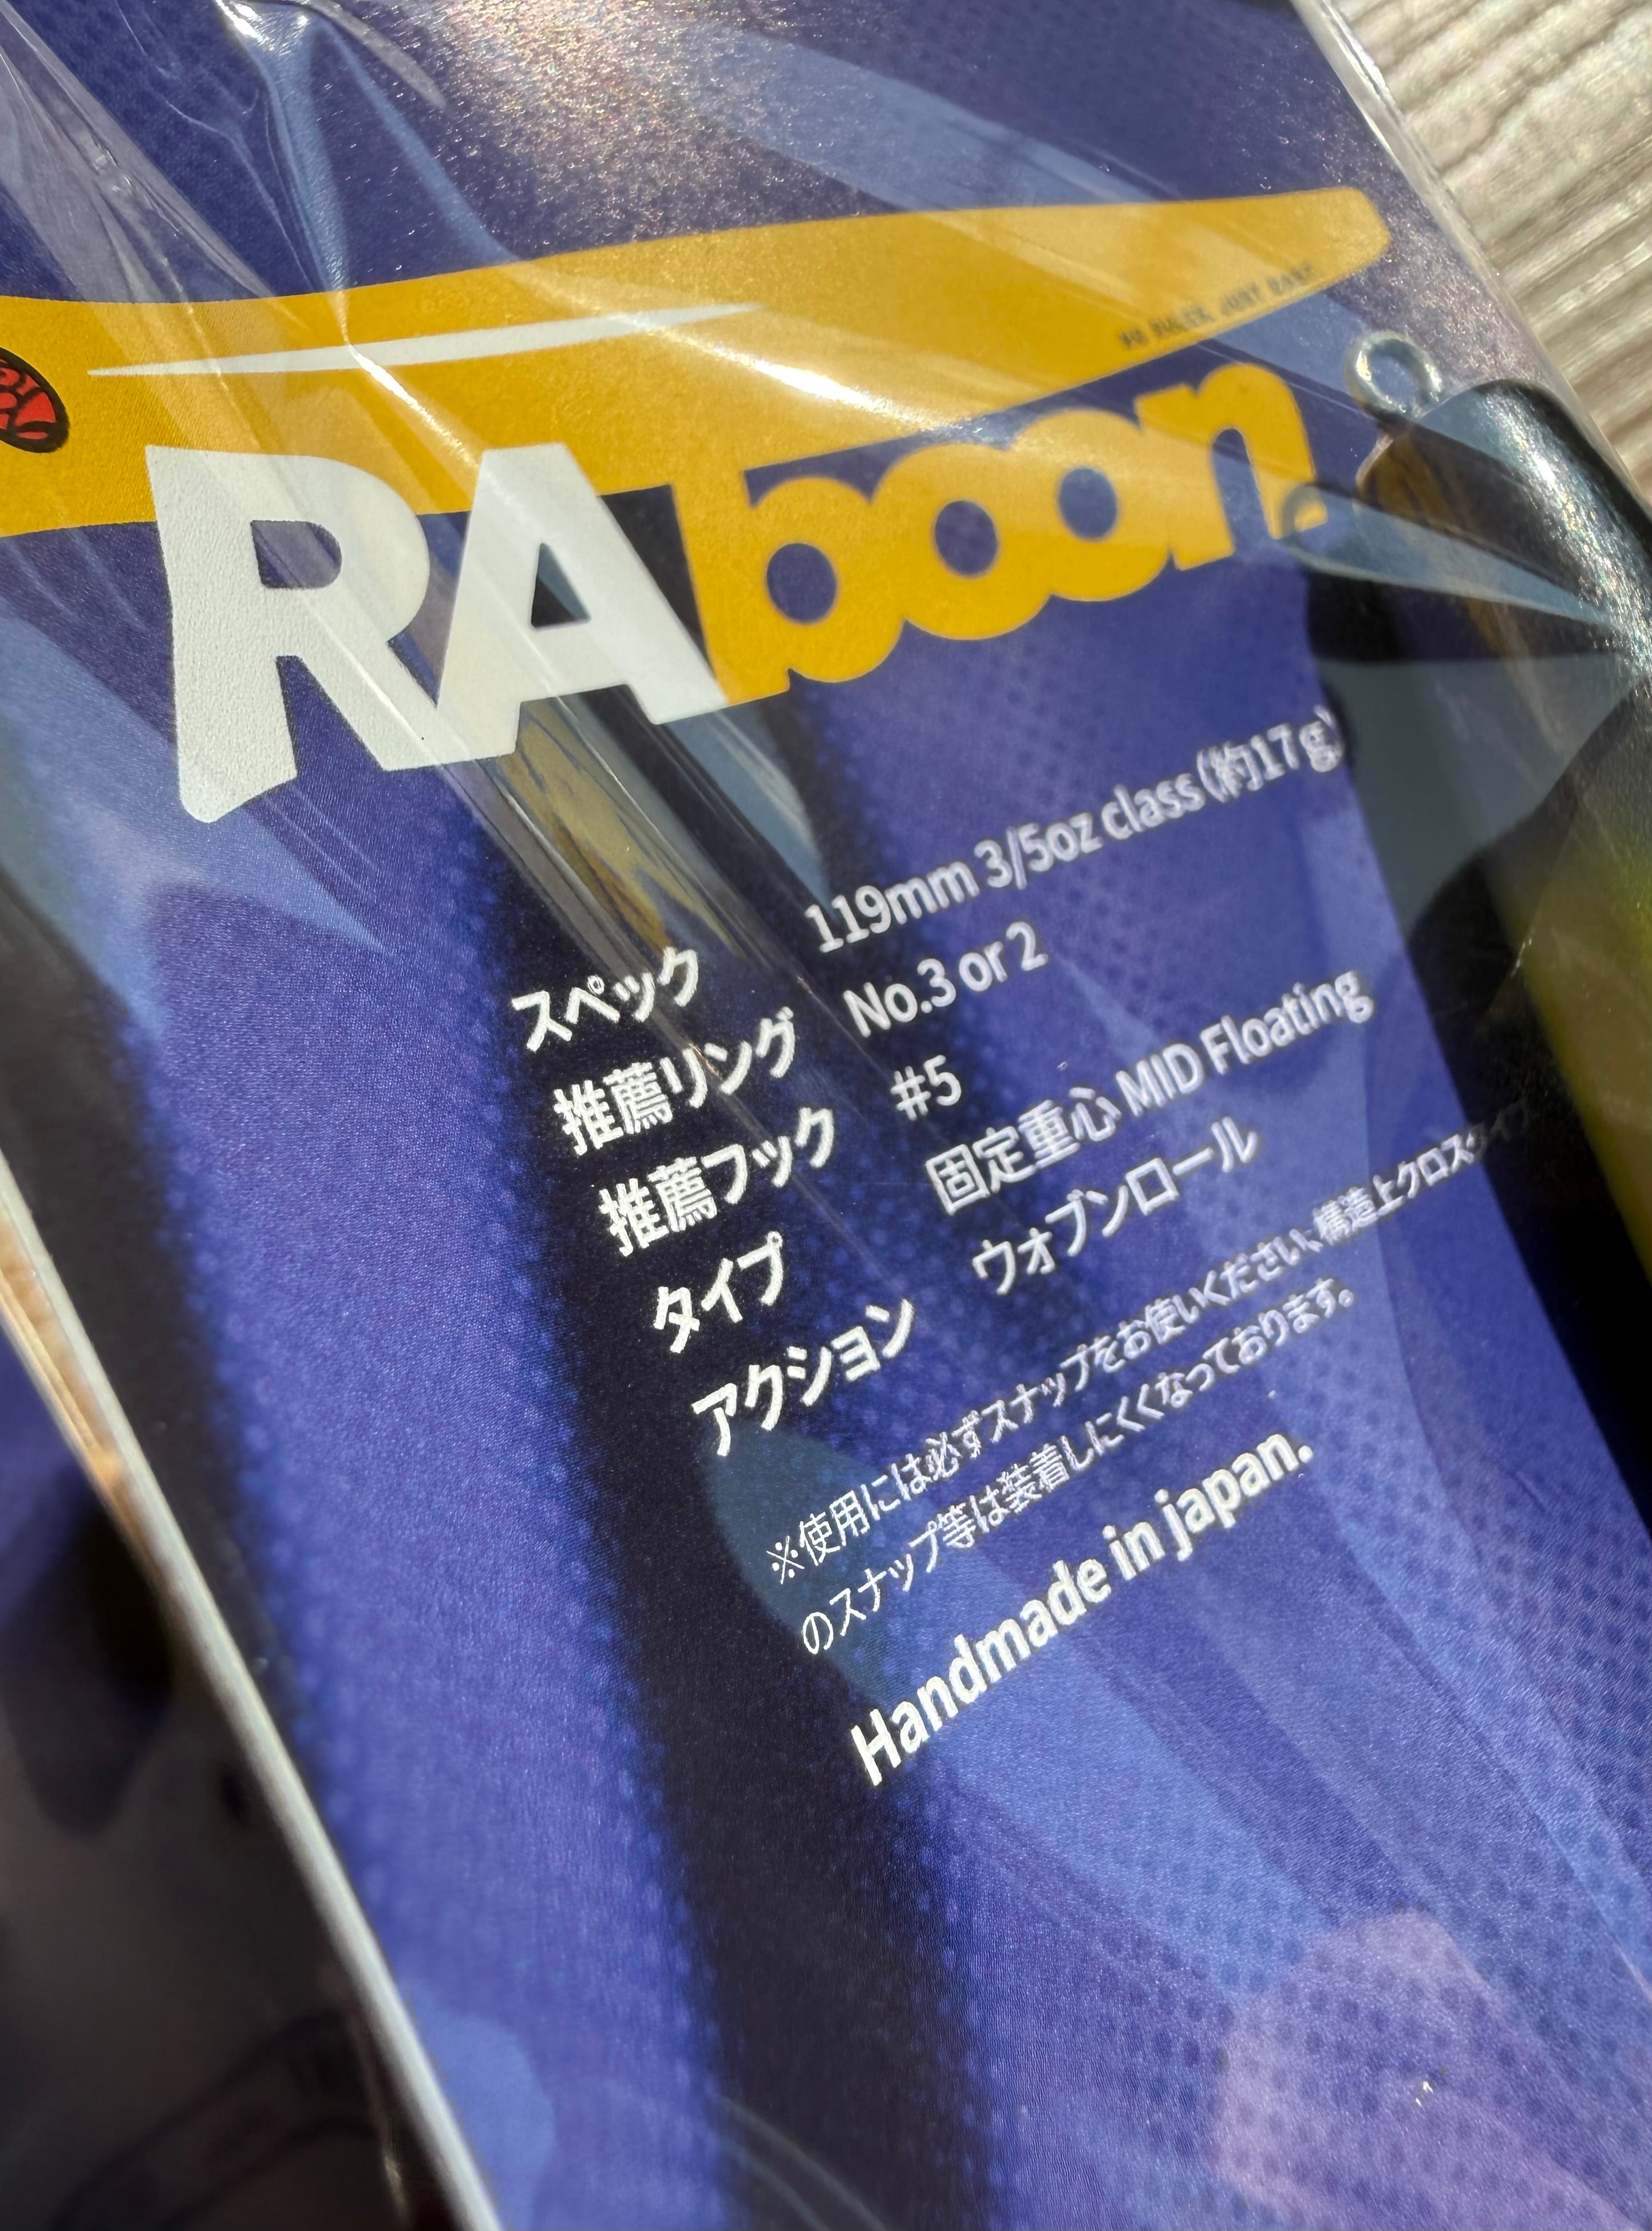 RAboon.
スペック 119mm 3/5oz class(約17g)
推薦リング No.3 or 2
推薦フック #5
タイプ 固定重心 MID Floating
アクション ウォブンロール
※使用には必ずスナップをお使いください、構造上クロスタイプ
のスナップ等は装着しにくくなっております。
Handmade in japan.